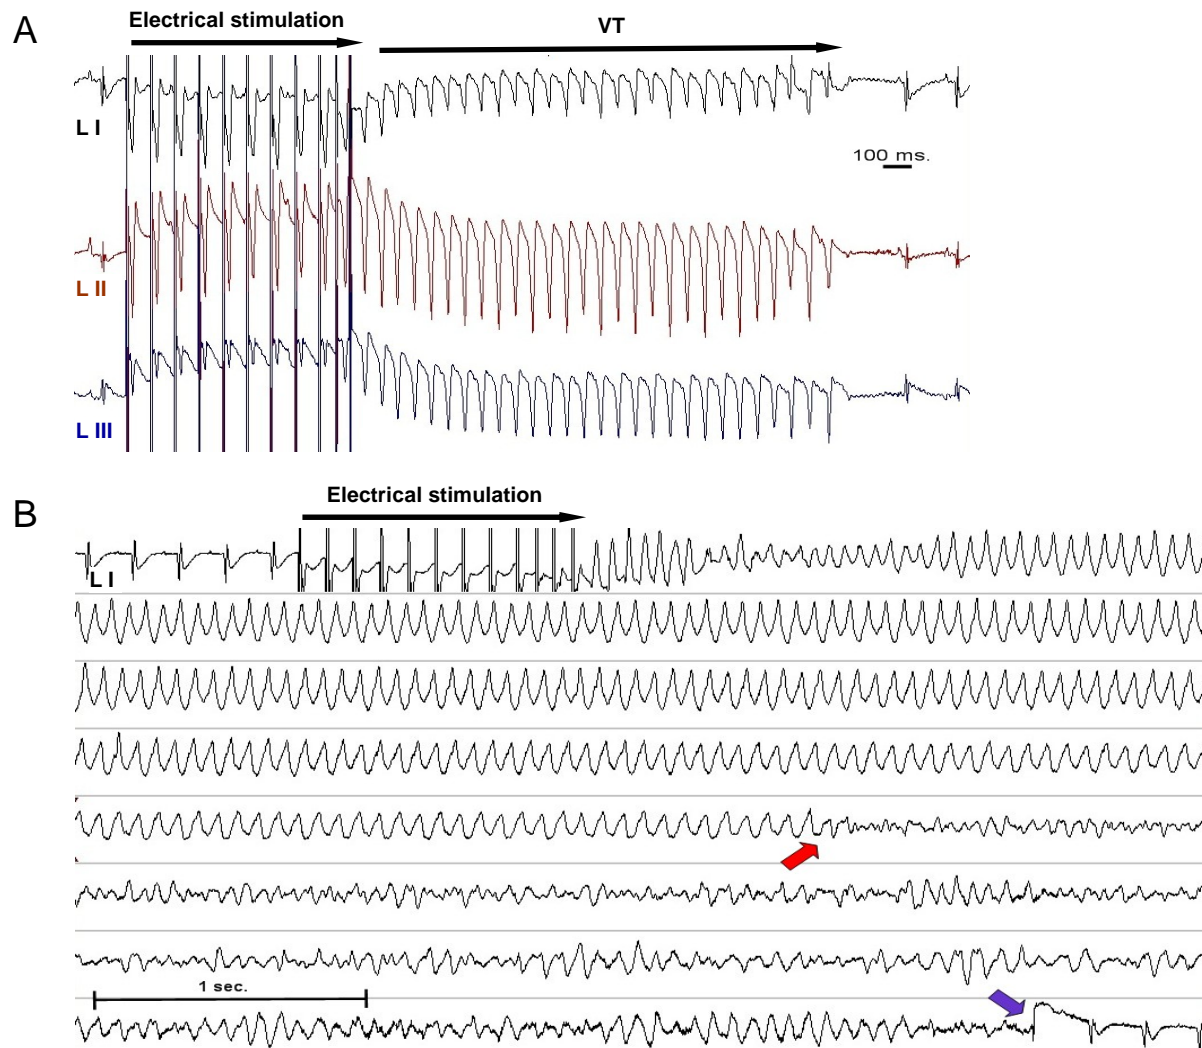 A
Electrical stimulation
VT
L I
100 ms.
L II
L III
B
Electrical stimulation
L I
1 sec.